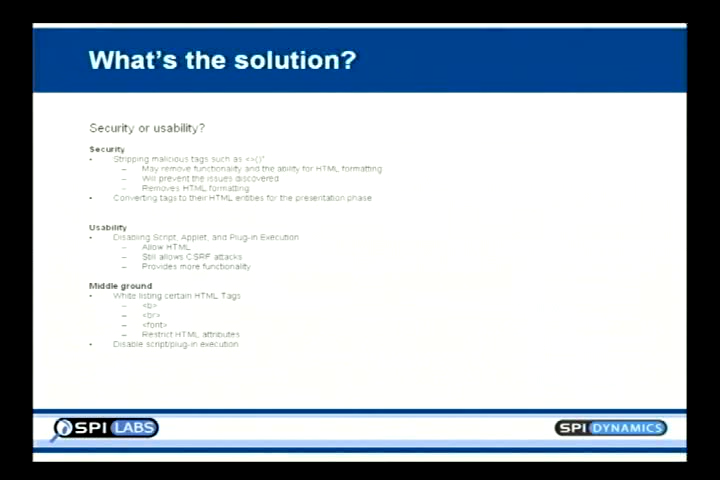 What's the solution?
Security or usability?
Security
• Stripping malicious tags such as <>()"
– May remove functionality and the ability for HTML formatting
– Will prevent the issues discovered
– Removes HTML formatting
• Converting tags to their HTML entities for the presentation phase
Usability
• Disabling Script, Applet, and Plug-in Execution
– Allow HTML
– Still allows CSRF attacks
– Provides more functionality
Middle ground
• White listing certain HTML Tags
– <b>
– <br>
– <font>
– Restrict HTML attributes
• Disable script/plug-in execution
SPI LABS
SPI DYNAMICS